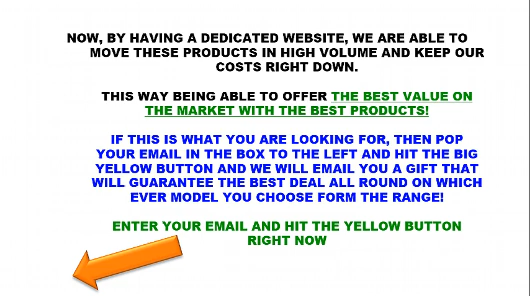 NOW, BY HAVING A DEDICATED WEBSITE, WE ARE ABLE TO
MOVE THESE PRODUCTS IN HIGH VOLUME AND KEEP OUR
COSTS RIGHT DOWN.
THIS WAY BEING ABLE TO OFFER THE BEST VALUE ON
THE MARKET WITH THE BEST PRODUCTS!
IF THIS IS WHAT YOU ARE LOOKING FOR, THEN POP
YOUR EMAIL IN THE BOX TO THE LEFT AND HIT THE BIG
YELLOW BUTTON AND WE WILL EMAIL YOU A GIFT THAT
WILL GUARANTEE THE BEST DEAL ALL ROUND ON WHICH
EVER MODEL YOU CHOOSE FORM THE RANGE!
ENTER YOUR EMAIL AND HIT THE YELLOW BUTTON
RIGHT NOW